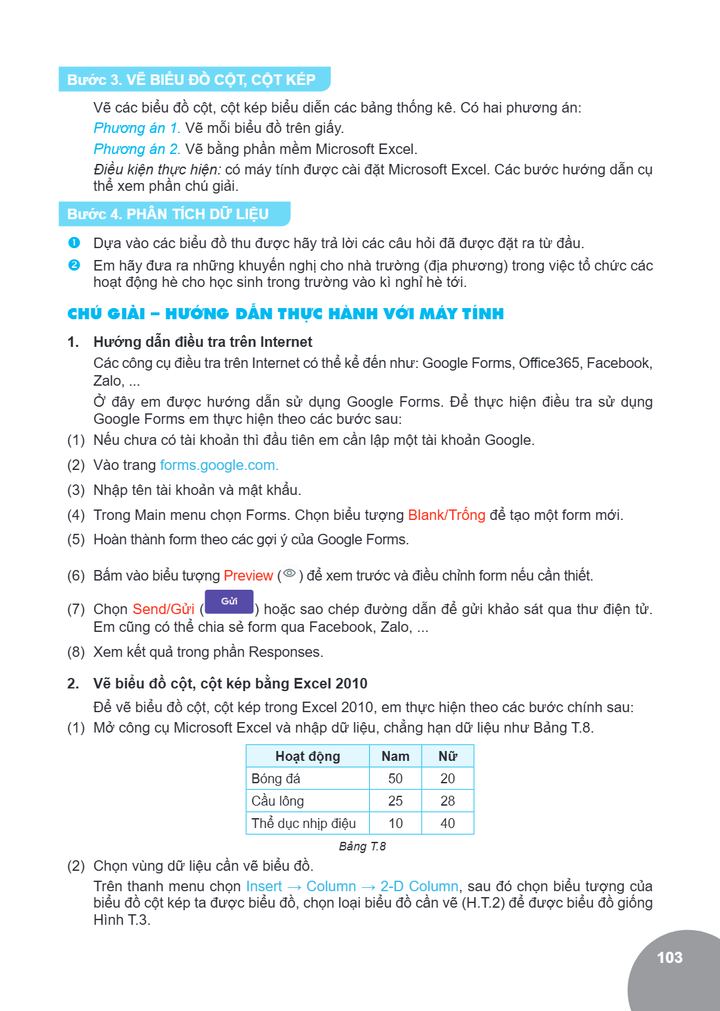 Bước 3. VẼ BIỂU ĐỒ CỘT, CỘT KÉP
Vẽ các biểu đồ cột, cột kép biểu diễn các bảng thống kê. Có hai phương án:
Phương án 1. Vẽ mỗi biểu đồ trên giấy.
Phương án 2. Vẽ bằng phần mềm Microsoft Excel.
Điều kiện thực hiện: có máy tính được cài đặt Microsoft Excel. Các bước hướng dẫn cụ
thể xem phần chú giải.
Bước 4. PHÂN TÍCH DỮ LIỆU
1 Dựa vào các biểu đồ thu được hãy trả lời các câu hỏi đã được đặt ra từ đầu.
2 Em hãy đưa ra những khuyến nghị cho nhà trường (địa phương) trong việc tổ chức các
hoạt động hè cho học sinh trong trường vào kì nghỉ hè tới.
CHÚ GIẢI – HƯỚNG DẪN THỰC HÀNH VỚI MÁY TÍNH
1. Hướng dẫn điều tra trên Internet
Các công cụ điều tra trên Internet có thể kể đến như: Google Forms, Office365, Facebook,
Zalo, ...
Ở đây em được hướng dẫn sử dụng Google Forms. Để thực hiện điều tra sử dụng
Google Forms em thực hiện theo các bước sau:
(1) Nếu chưa có tài khoản thì đầu tiên em cần lập một tài khoản Google.
(2) Vào trang forms.google.com.
(3) Nhập tên tài khoản và mật khẩu.
(4) Trong Main menu chọn Forms. Chọn biểu tượng Blank/Trống để tạo một form mới.
(5) Hoàn thành form theo các gợi ý của Google Forms.
(6) Bấm vào biểu tượng Preview ( ) để xem trước và điều chỉnh form nếu cần thiết.
(7) Chọn Send/Gửi ( Gửi ) hoặc sao chép đường dẫn để gửi khảo sát qua thư điện tử.
Em cũng có thể chia sẻ form qua Facebook, Zalo, ...
(8) Xem kết quả trong phần Responses.
2. Vẽ biểu đồ cột, cột kép bằng Excel 2010
Để vẽ biểu đồ cột, cột kép trong Excel 2010, em thực hiện theo các bước chính sau:
(1) Mở công cụ Microsoft Excel và nhập dữ liệu, chẳng hạn dữ liệu như Bảng T.8.
Hoạt động Nam Nữ
Bóng đá 50 20
Cầu lông 25 28
Thể dục nhịp điệu 10 40
Bảng T.8
(2) Chọn vùng dữ liệu cần vẽ biểu đồ.
Trên thanh menu chọn Insert → Column → 2-D Column, sau đó chọn biểu tượng của
biểu đồ cột kép ta được biểu đồ, chọn loại biểu đồ cần vẽ (H.T.2) để được biểu đồ giống
Hình T.3.
103